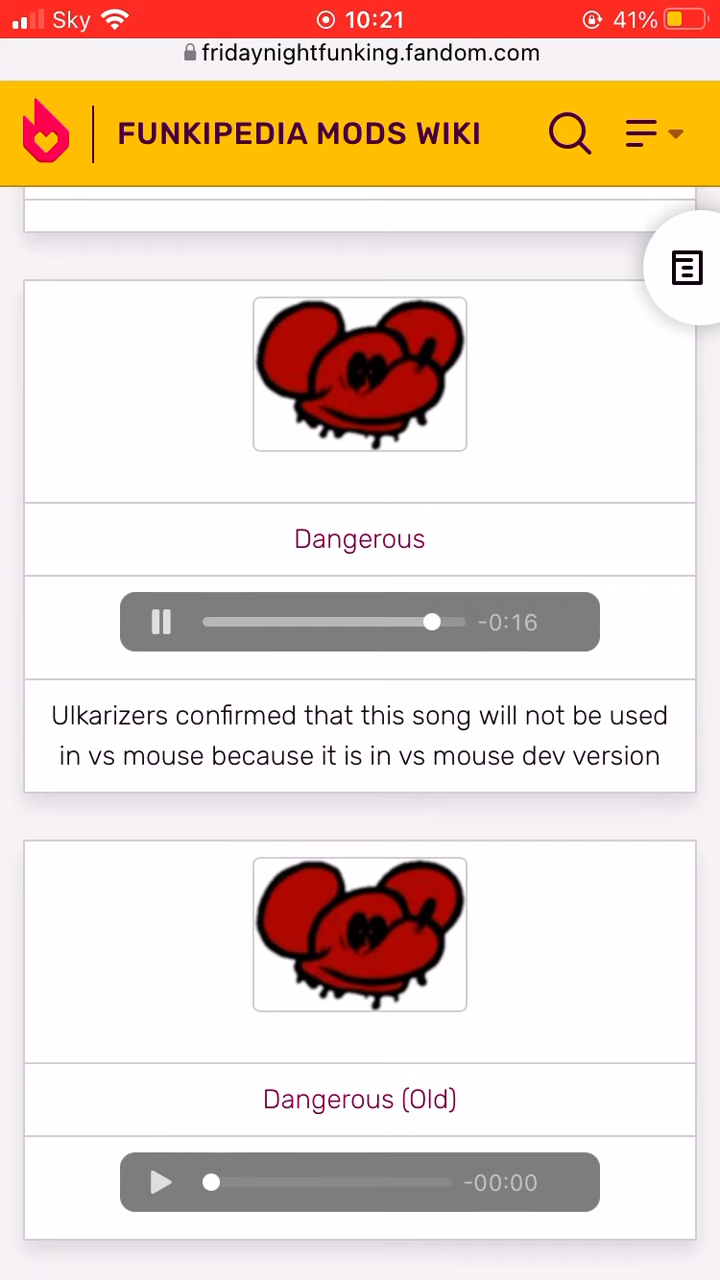 Sky 10:21 41%
fridaynightfunking.fandom.com
FUNKIPEDIA MODS WIKI
Dangerous
-0:16
Ulkarizers confirmed that this song will not be used
in vs mouse because it is in vs mouse dev version
Dangerous (Old)
-00:00